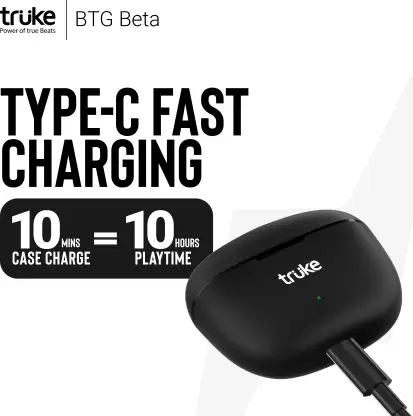 truke
Power of true Beats
BTG Beta
TYPE-C FAST
CHARGING
10 MINS = 10 HOURS
CASE CHARGE PLAYTIME
truke